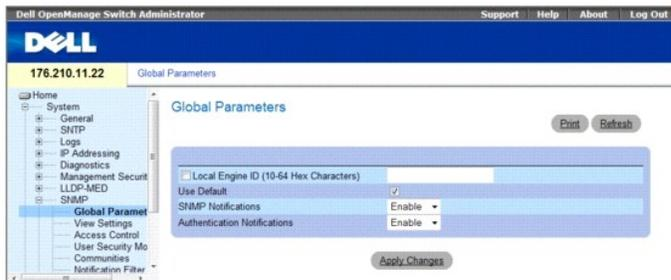 Dell OpenManage Switch Administrator Support Help About Log Out
DELL
176.210.11.22 Global Parameters
Home
System
General
SNTP
Logs
IP Addressing
Diagnostics
Management Securit
LLDP-MED
SNMP
Global Paramet
View Settings
Access Control
User Security Mo
Communities
Notification Filter
Global Parameters
Print Refresh
Local Engine ID (10-64 Hex Characters)
Use Default
SNMP Notifications Enable
Authentication Notifications Enable
Apply Changes